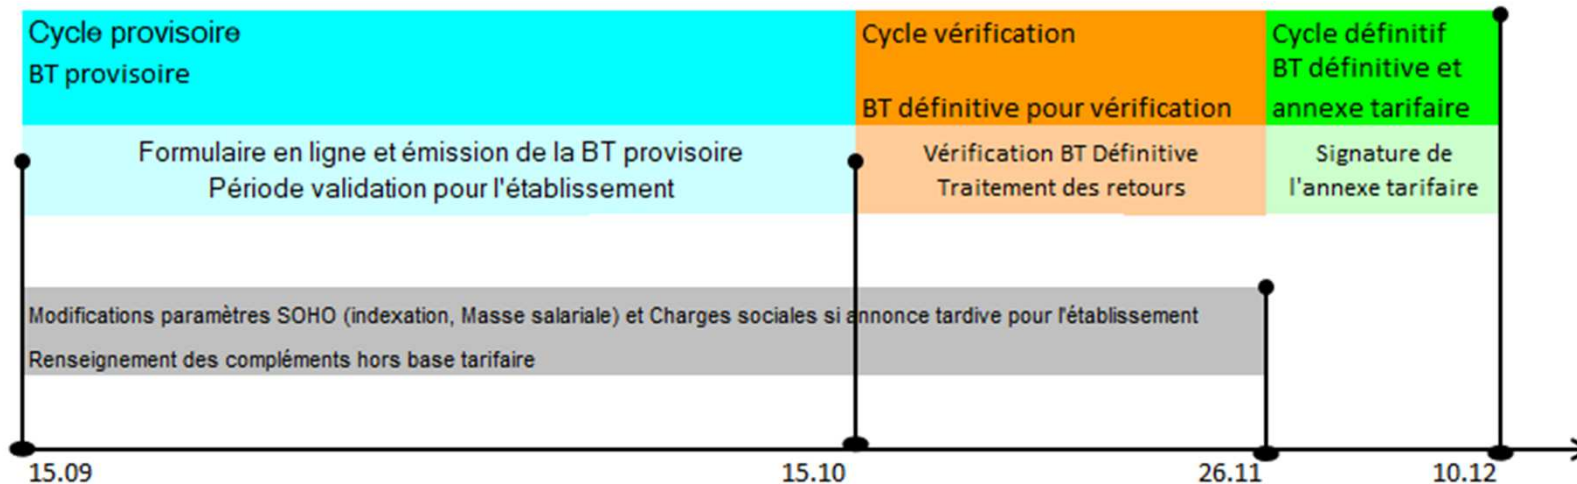 Cycle provisoire
BT provisoire
Cycle vérification
BT définitive pour vérification
Cycle définitif
BT définitive et
annexe tarifaire
Formulaire en ligne et émission de la BT provisoire
Période validation pour l'établissement
Vérification BT Définitive
Traitement des retours
Signature de
l'annexe tarifaire
Modifications paramètres SOHO (indexation, Masse salariale) et Charges sociales si annonce tardive pour l'établissement
Renseignement des compléments hors base tarifaire
15.09
15.10
26.11
10.12